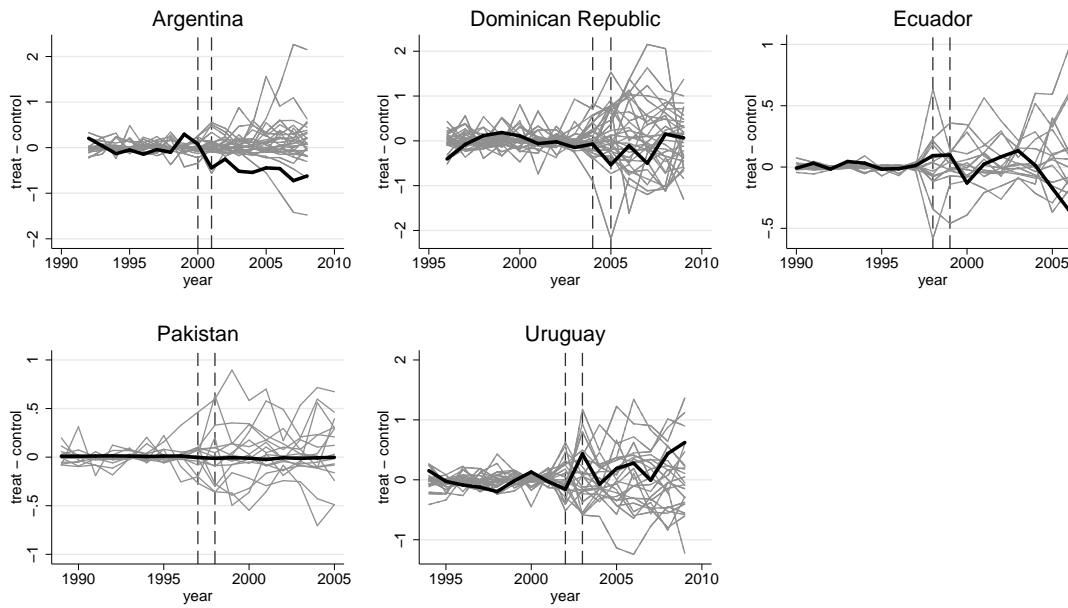 Argentina
treat − control
2
1
0
−1
−2
1990
1995
2000
2005
2010
year
Dominican Republic
treat − control
2
1
0
−1
−2
1995
2000
2005
2010
year
Ecuador
treat − control
1
.5
0
−.5
1990
1995
2000
2005
year
Pakistan
treat − control
1
.5
0
−.5
−1
1990
1995
2000
2005
year
Uruguay
treat − control
2
1
0
−1
1995
2000
2005
2010
year